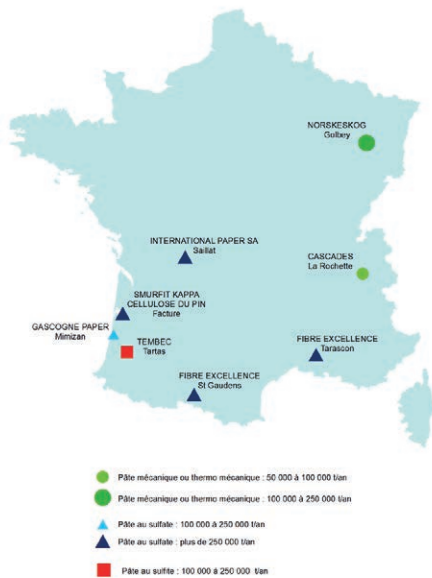 NORSKESKOG
Golbey
INTERNATIONAL PAPER SA
Saillat
CASCADES
La Rochette
SMURFIT KAPPA
CELLULOSE DU PIN
Facture
GASCOGNE PAPER
Mimizan
TEMBEC
Tartas
FIBRE EXCELLENCE
Tarascon
FIBRE EXCELLENCE
St Gaudens
Pâte mécanique ou thermo mécanique : 50 000 à 100 000 t/an
Pâte mécanique ou thermo mécanique : 100 000 à 250 000 t/an
Pâte au sulfate : 100 000 à 250 000 t/an
Pâte au sulfate : plus de 250 000 t/an
Pâte au sulfite : 100 000 à 250 000 t/an